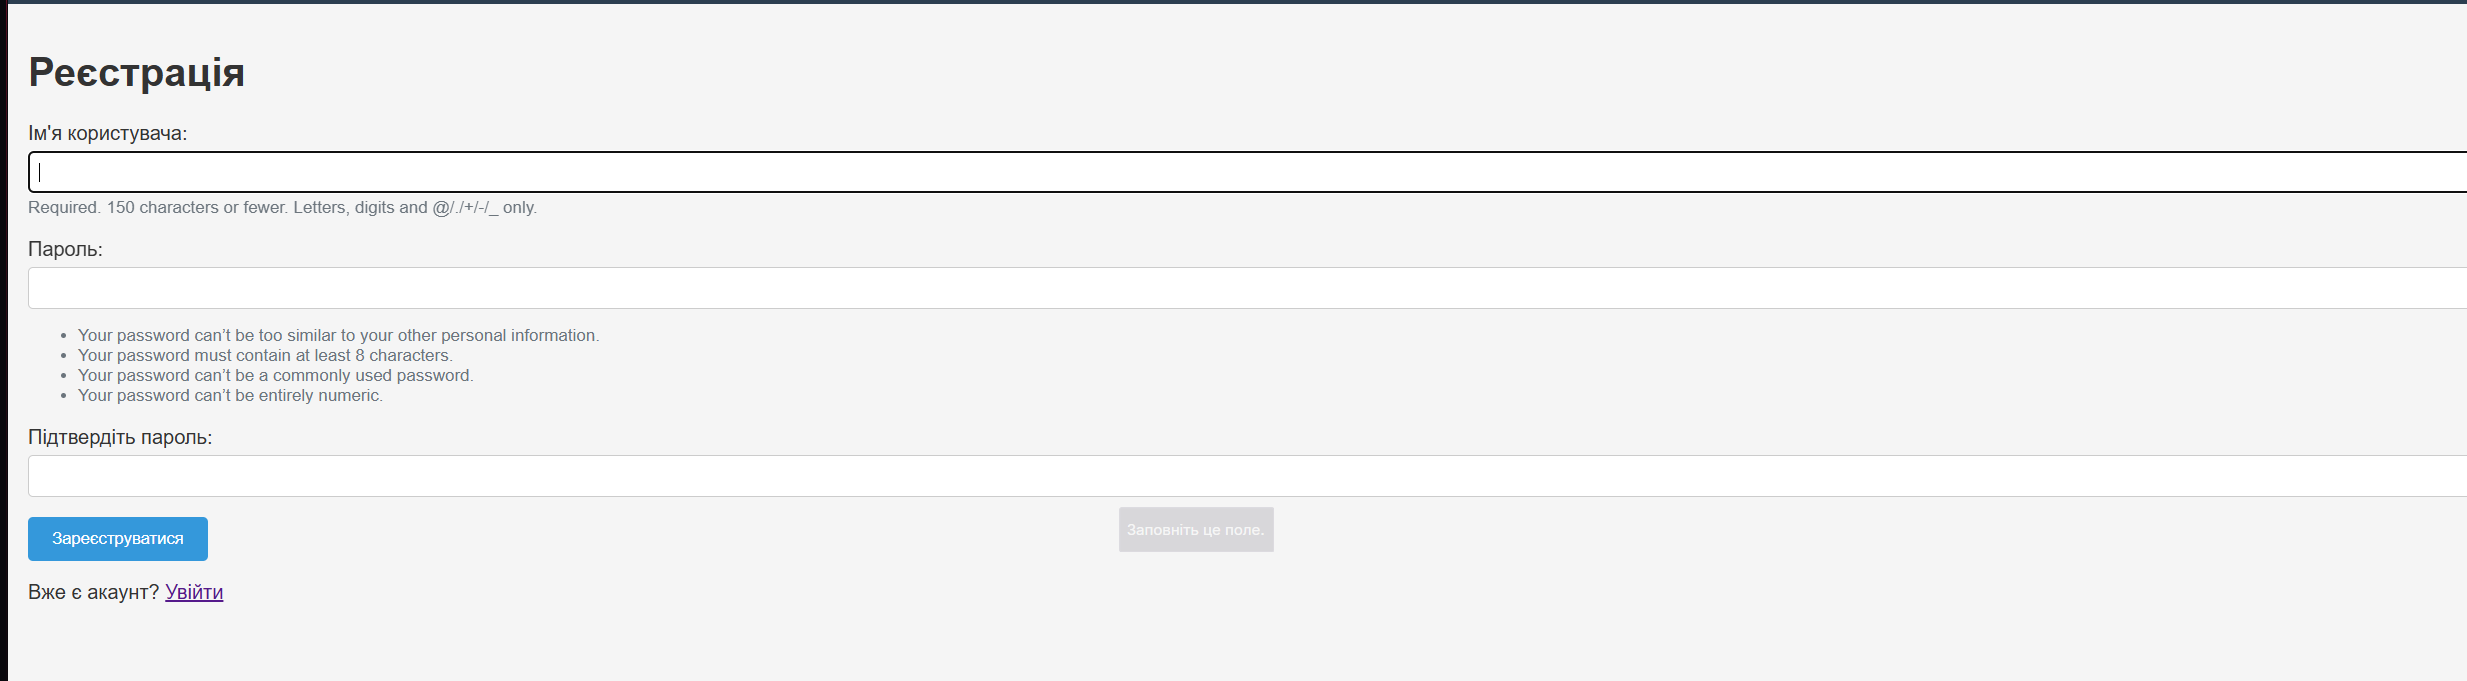 Реєстрація
Ім'я користувача:
Required. 150 characters or fewer. Letters, digits and @/./+/-/_ only.
Пароль:
Your password can’t be too similar to your other personal information.
Your password must contain at least 8 characters.
Your password can’t be a commonly used password.
Your password can’t be entirely numeric.
Підтвердіть пароль:
Заповніть це поле.
Зареєструватися
Вже є акаунт? Увійти